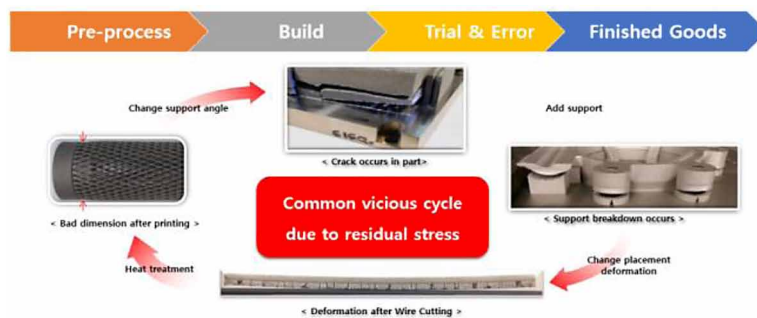 Pre-process
Build
Trial & Error
Finished Goods
Change support angle
Add support
< Crack occurs in part>
< Bad dimension after printing >
Common vicious cycle
due to residual stress
< Support breakdown occurs >
Heat treatment
Change placement
deformation
< Deformation after Wire Cutting >